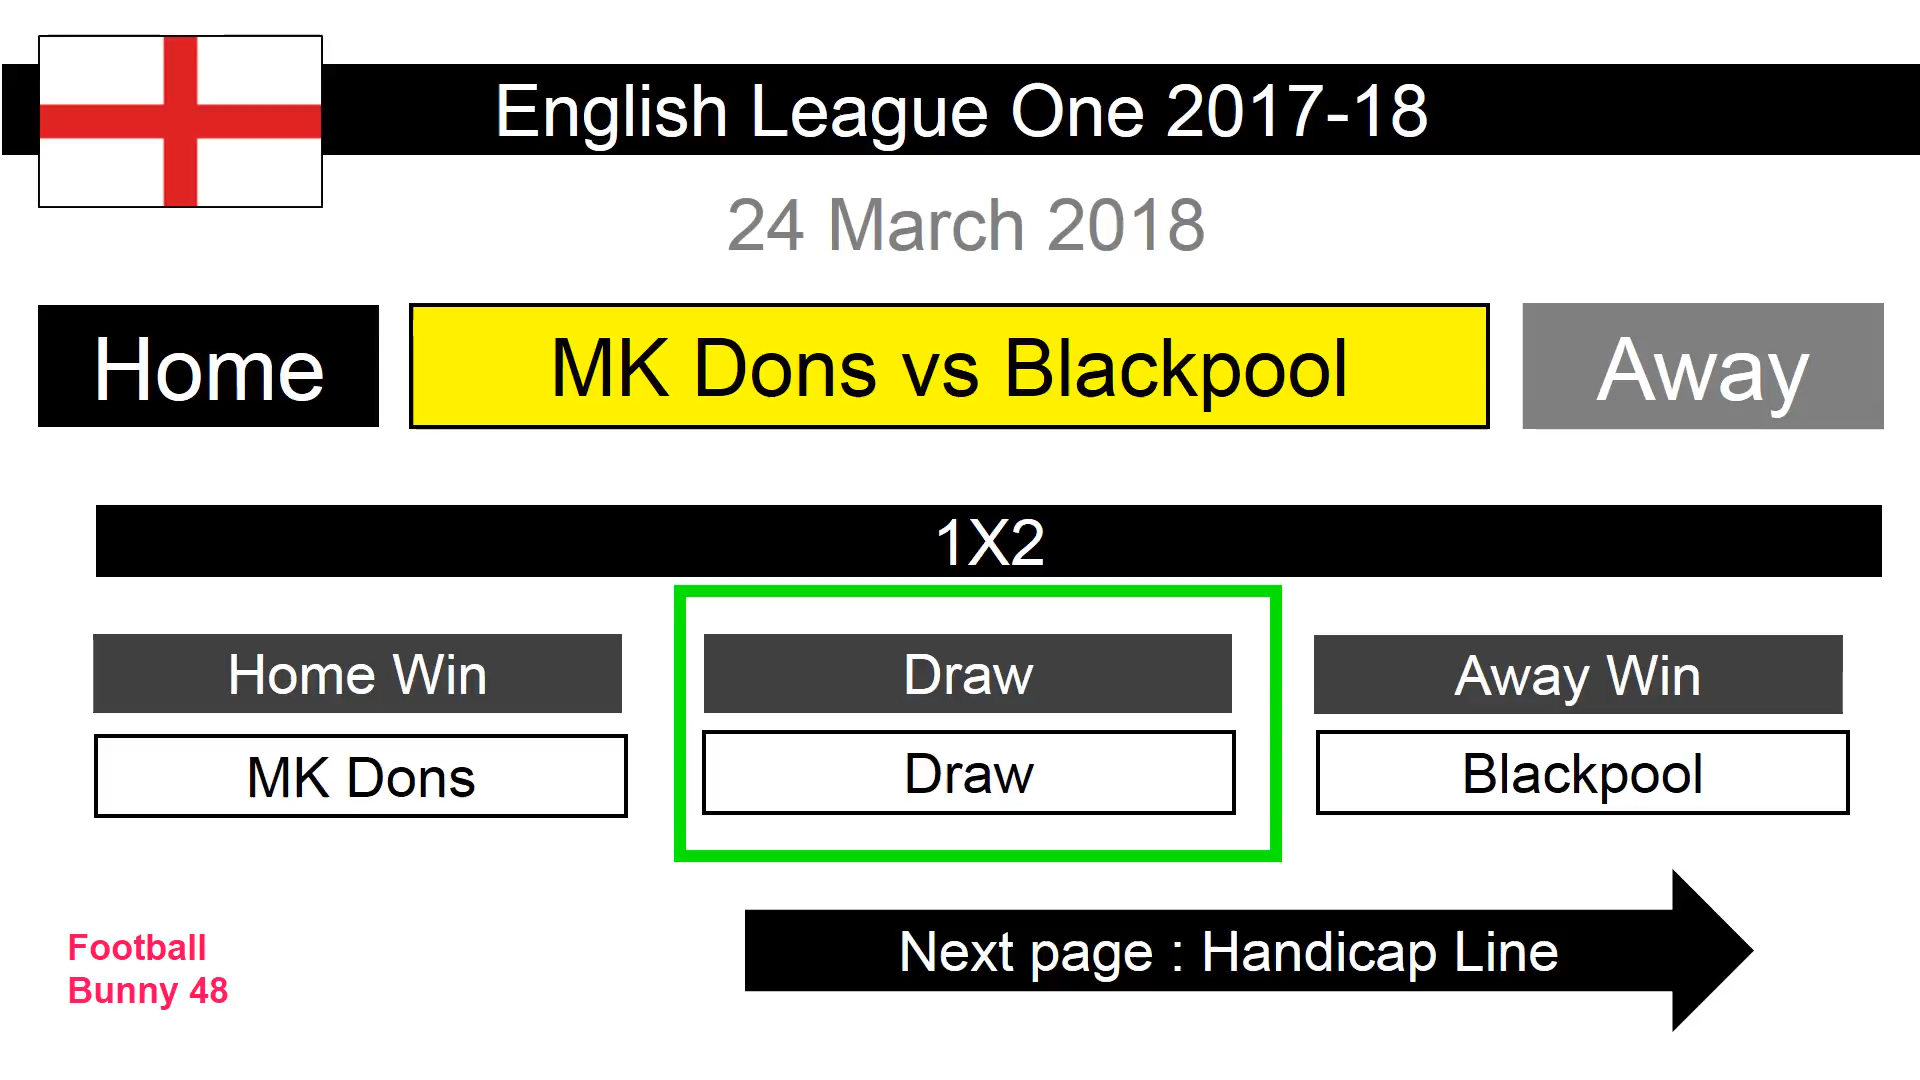 English League One 2017-18
24 March 2018
Home
MK Dons vs Blackpool
Away
1X2
Home Win
Draw
Away Win
MK Dons
Draw
Blackpool
Next page : Handicap Line
Football
Bunny 48